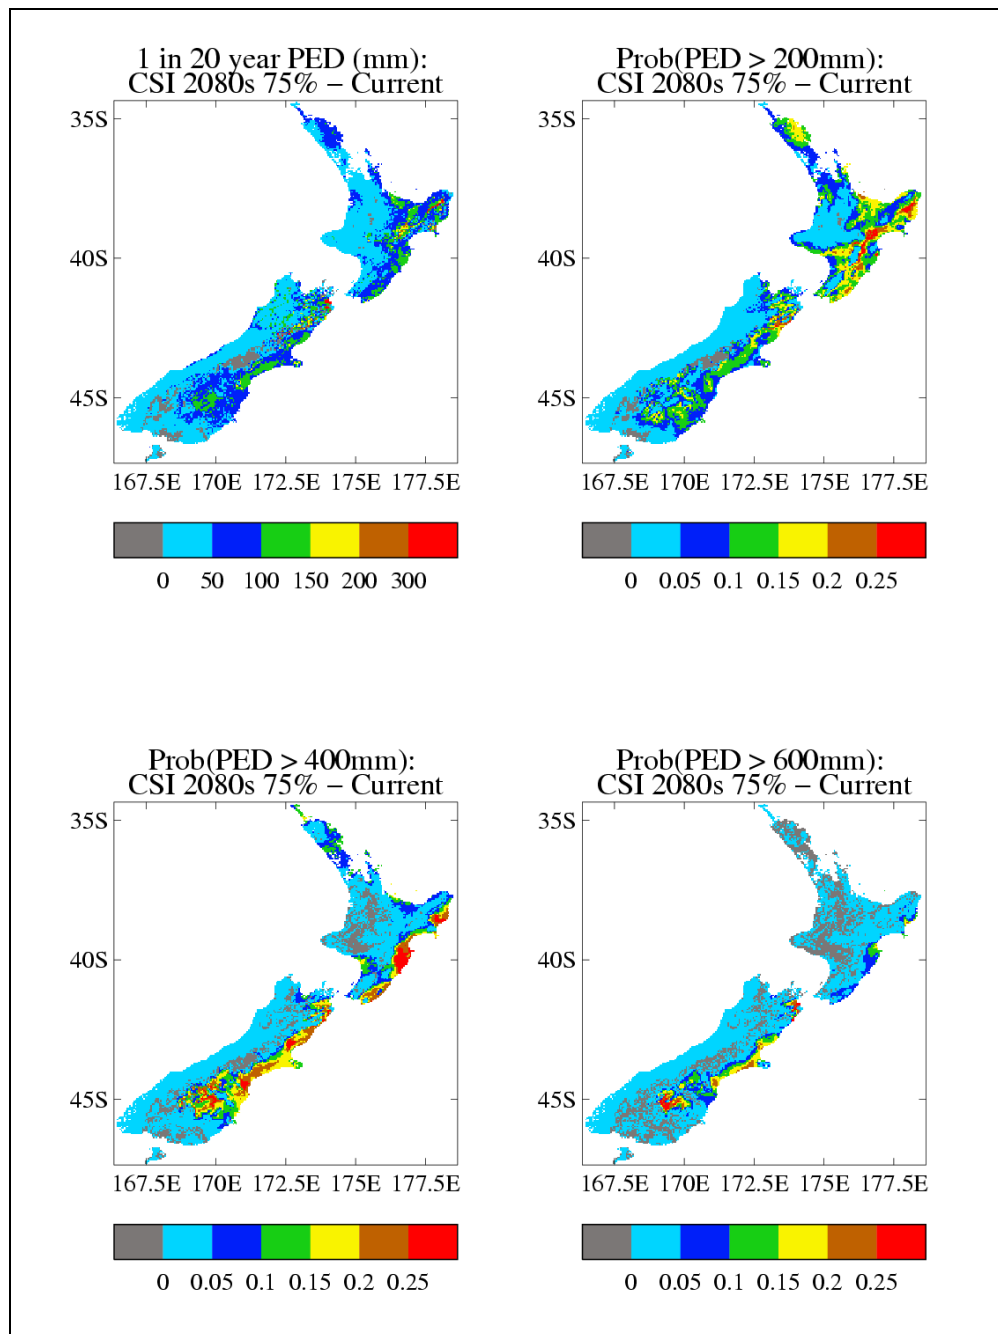 1 in 20 year PED (mm):
CSI 2080s 75% – Current
35S
40S
45S
167.5E 170E 172.5E 175E 177.5E
0 50 100 150 200 300
Prob(PED > 200mm):
CSI 2080s 75% – Current
35S
40S
45S
167.5E 170E 172.5E 175E 177.5E
0 0.05 0.1 0.15 0.2 0.25
Prob(PED > 400mm):
CSI 2080s 75% – Current
35S
40S
45S
167.5E 170E 172.5E 175E 177.5E
0 0.05 0.1 0.15 0.2 0.25
Prob(PED > 600mm):
CSI 2080s 75% – Current
35S
40S
45S
167.5E 170E 172.5E 175E 177.5E
0 0.05 0.1 0.15 0.2 0.25